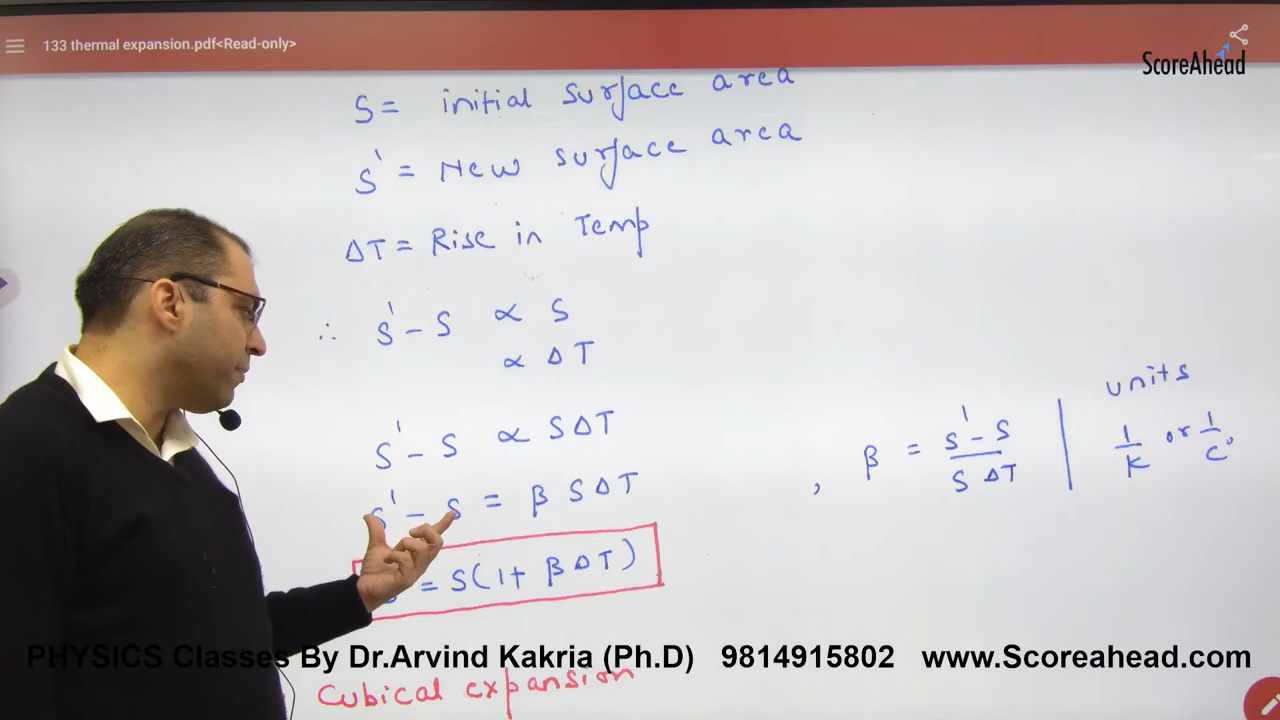 133 thermal expansion.pdf<Read-only>
ScoreAhead
S = initial surface area
S' = New surface area
ΔT = Rise in Temp
∴ S' - S ∝ S
∝ ΔT
S' - S ∝ SΔT
S' - S = β SΔT
= S(1+ βΔT)
, β = S' - S / S ΔT | units 1/K or 1/C°
PHYSICS Classes By Dr.Arvind Kakria (Ph.D) 9814915802 www.Scoreahead.com
Cubical expansion